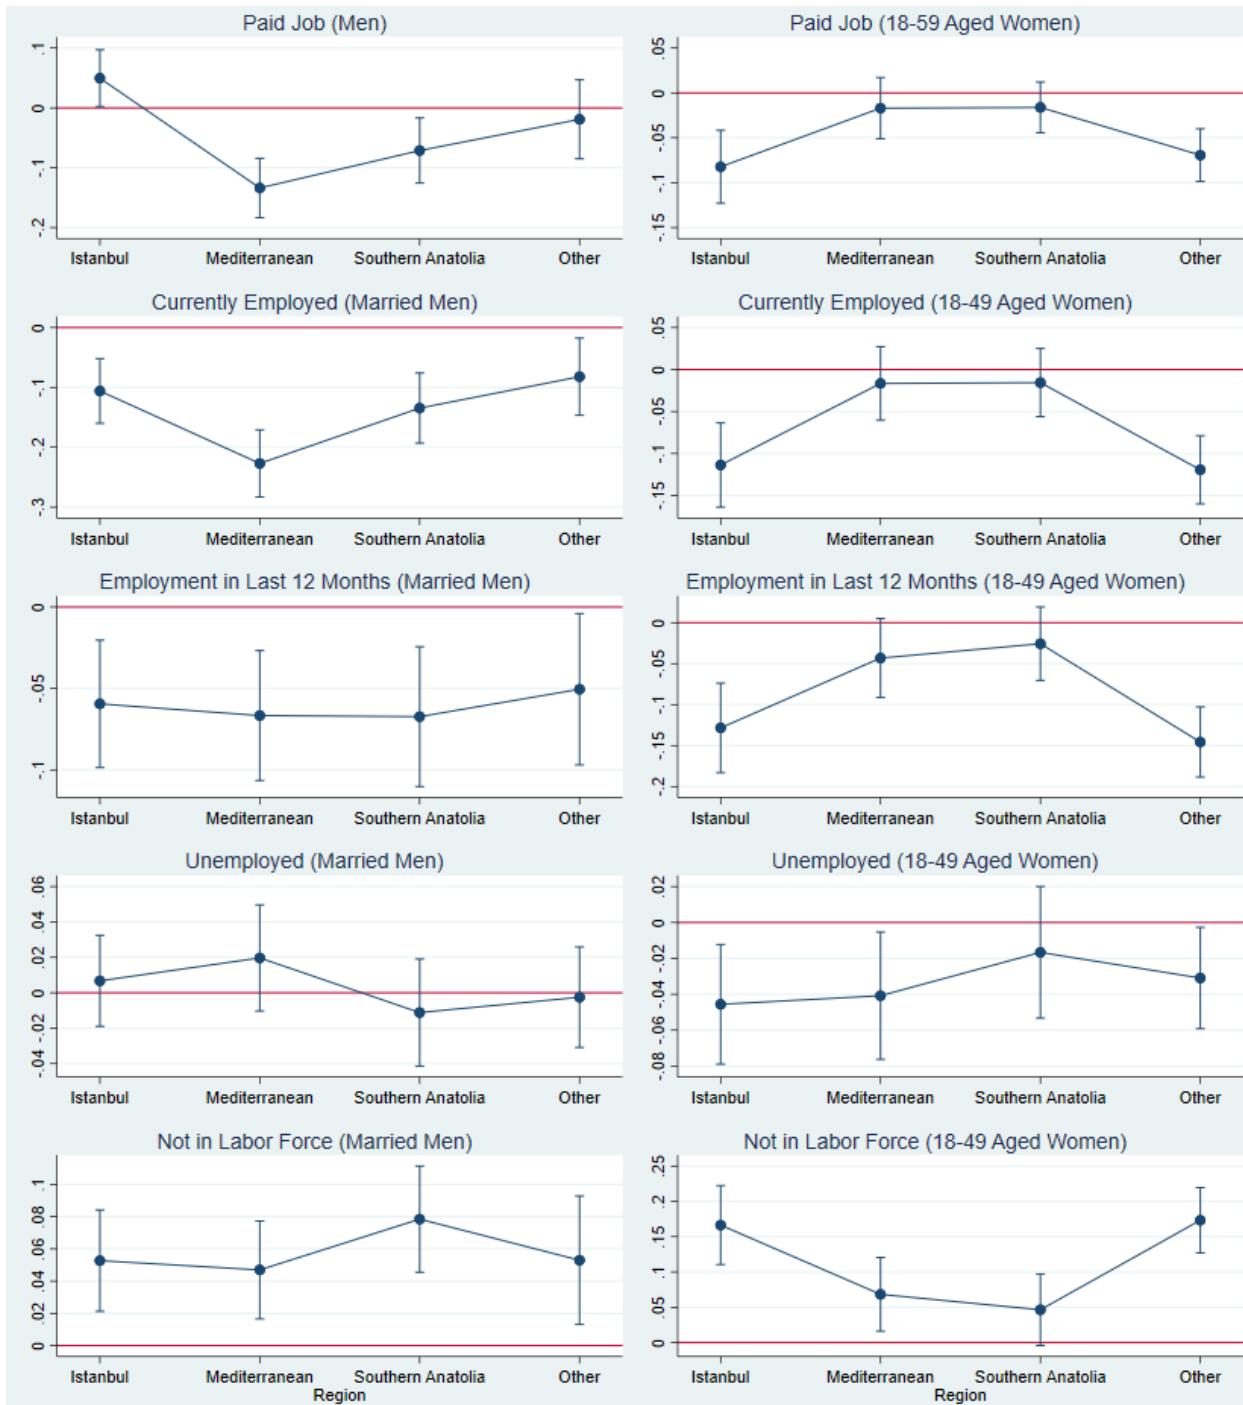 Paid Job (Men)
.1
0
-.1
-.2
Istanbul Mediterranean Southern Anatolia Other
Paid Job (18-59 Aged Women)
.05
0
-.05
-.1
-.15
Istanbul Mediterranean Southern Anatolia Other
Currently Employed (Married Men)
0
-.1
-.2
-.3
Istanbul Mediterranean Southern Anatolia Other
Currently Employed (18-49 Aged Women)
.05
0
-.05
-.1
-.15
Istanbul Mediterranean Southern Anatolia Other
Employment in Last 12 Months (Married Men)
0
-.05
-.1
Istanbul Mediterranean Southern Anatolia Other
Employment in Last 12 Months (18-49 Aged Women)
0
-.05
-.1
-.15
-.2
Istanbul Mediterranean Southern Anatolia Other
Unemployed (Married Men)
.06
.04
.02
0
-.02
-.04
Istanbul Mediterranean Southern Anatolia Other
Unemployed (18-49 Aged Women)
.02
0
-.02
-.04
-.06
-.08
Istanbul Mediterranean Southern Anatolia Other
Not in Labor Force (Married Men)
.1
.08
.06
.04
.02
0
Istanbul Mediterranean Southern Anatolia Other
Region
Not in Labor Force (18-49 Aged Women)
.25
.2
.15
.1
.05
0
Istanbul Mediterranean Southern Anatolia Other
Region